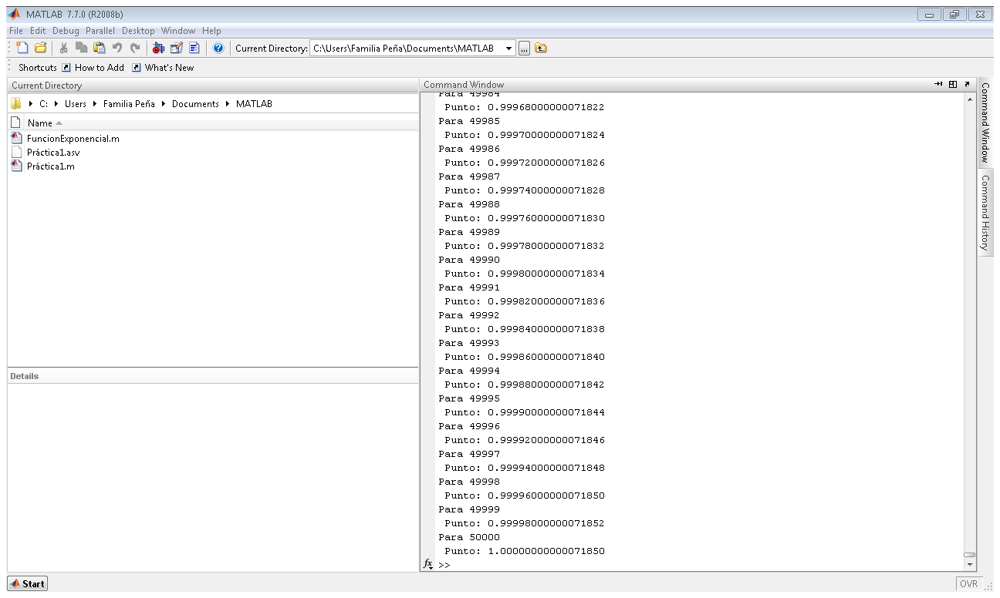 MATLAB 7.7.0 (R2008b)
File Edit Debug Parallel Desktop Window Help
Current Directory: C:\Users\Familia Peña\Documents\MATLAB ...
Shortcuts How to Add What's New
Current Directory
C: Users Familia Peña Documents MATLAB
Name
FuncionExponencial.m
Práctica1.asv
Práctica1.m
Details
Command Window
Para 49984
Punto: 0.99968000000071822
Para 49985
Punto: 0.99970000000071824
Para 49986
Punto: 0.99972000000071826
Para 49987
Punto: 0.99974000000071828
Para 49988
Punto: 0.99976000000071830
Para 49989
Punto: 0.99978000000071832
Para 49990
Punto: 0.99980000000071834
Para 49991
Punto: 0.99982000000071836
Para 49992
Punto: 0.99984000000071838
Para 49993
Punto: 0.99986000000071840
Para 49994
Punto: 0.99988000000071842
Para 49995
Punto: 0.99990000000071844
Para 49996
Punto: 0.99992000000071846
Para 49997
Punto: 0.99994000000071848
Para 49998
Punto: 0.99996000000071850
Para 49999
Punto: 0.99998000000071852
Para 50000
Punto: 1.00000000000071850
fx >>
Command Window
Command History
Start
OVR